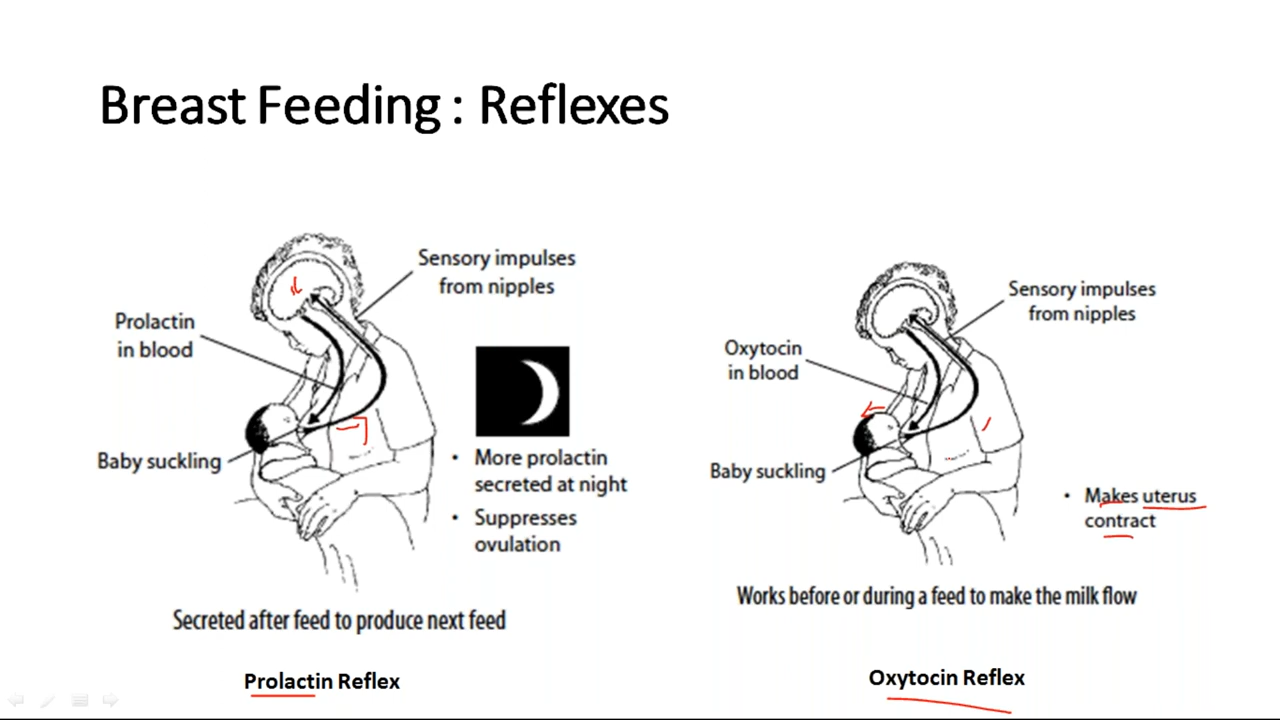 Breast Feeding : Reflexes
Sensory impulses
from nipples
Prolactin
in blood
Baby suckling
• More prolactin
secreted at night
• Suppresses
ovulation
Secreted after feed to produce next feed
Prolactin Reflex
Sensory impulses
from nipples
Oxytocin
in blood
Baby suckling
• Makes uterus
contract
Works before or during a feed to make the milk flow
Oxytocin Reflex